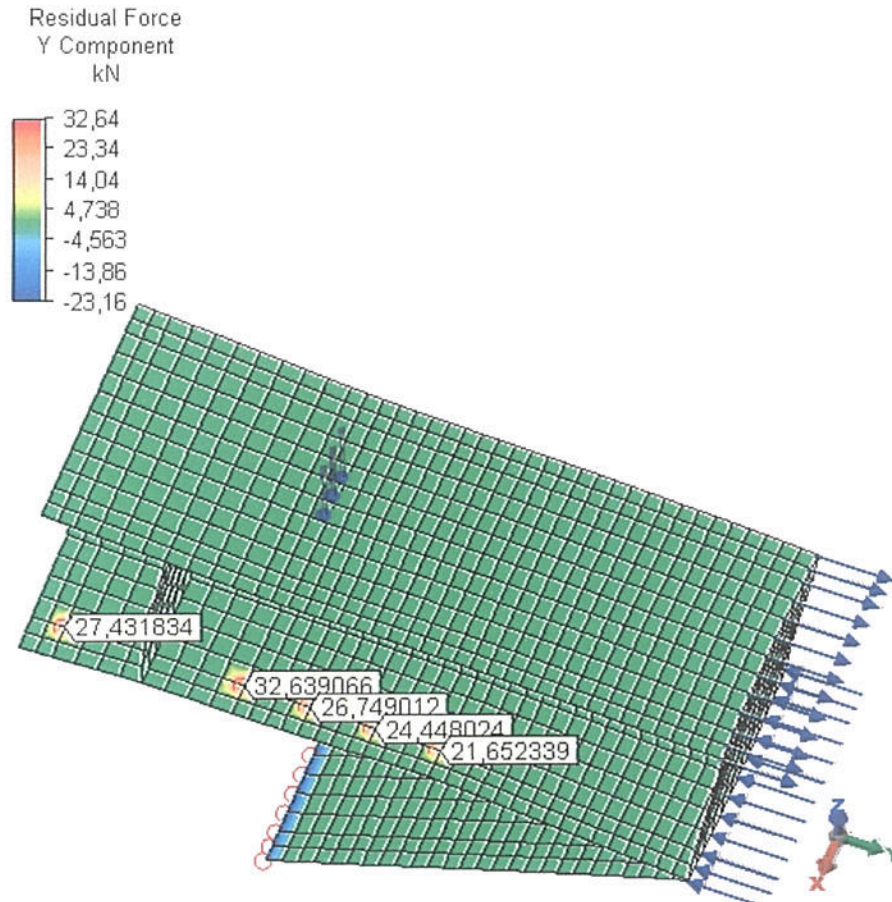 Residual Force
Y Component
kN
32,64
23,34
14,04
4,738
-4,563
-13,86
-23,16
27,431834
32,639066
26,749012
24,448024
21,652339
Z
Y
X